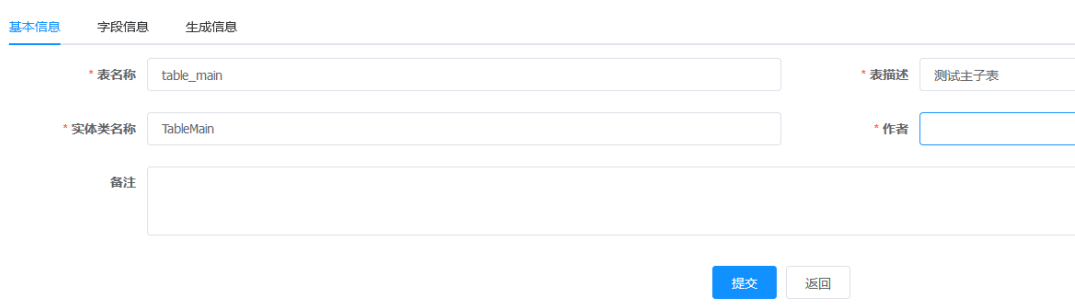 基本信息 字段信息 生成信息
* 表名称 table_main * 表描述 测试主子表
* 实体类名称 TableMain * 作者
备注
提交 返回